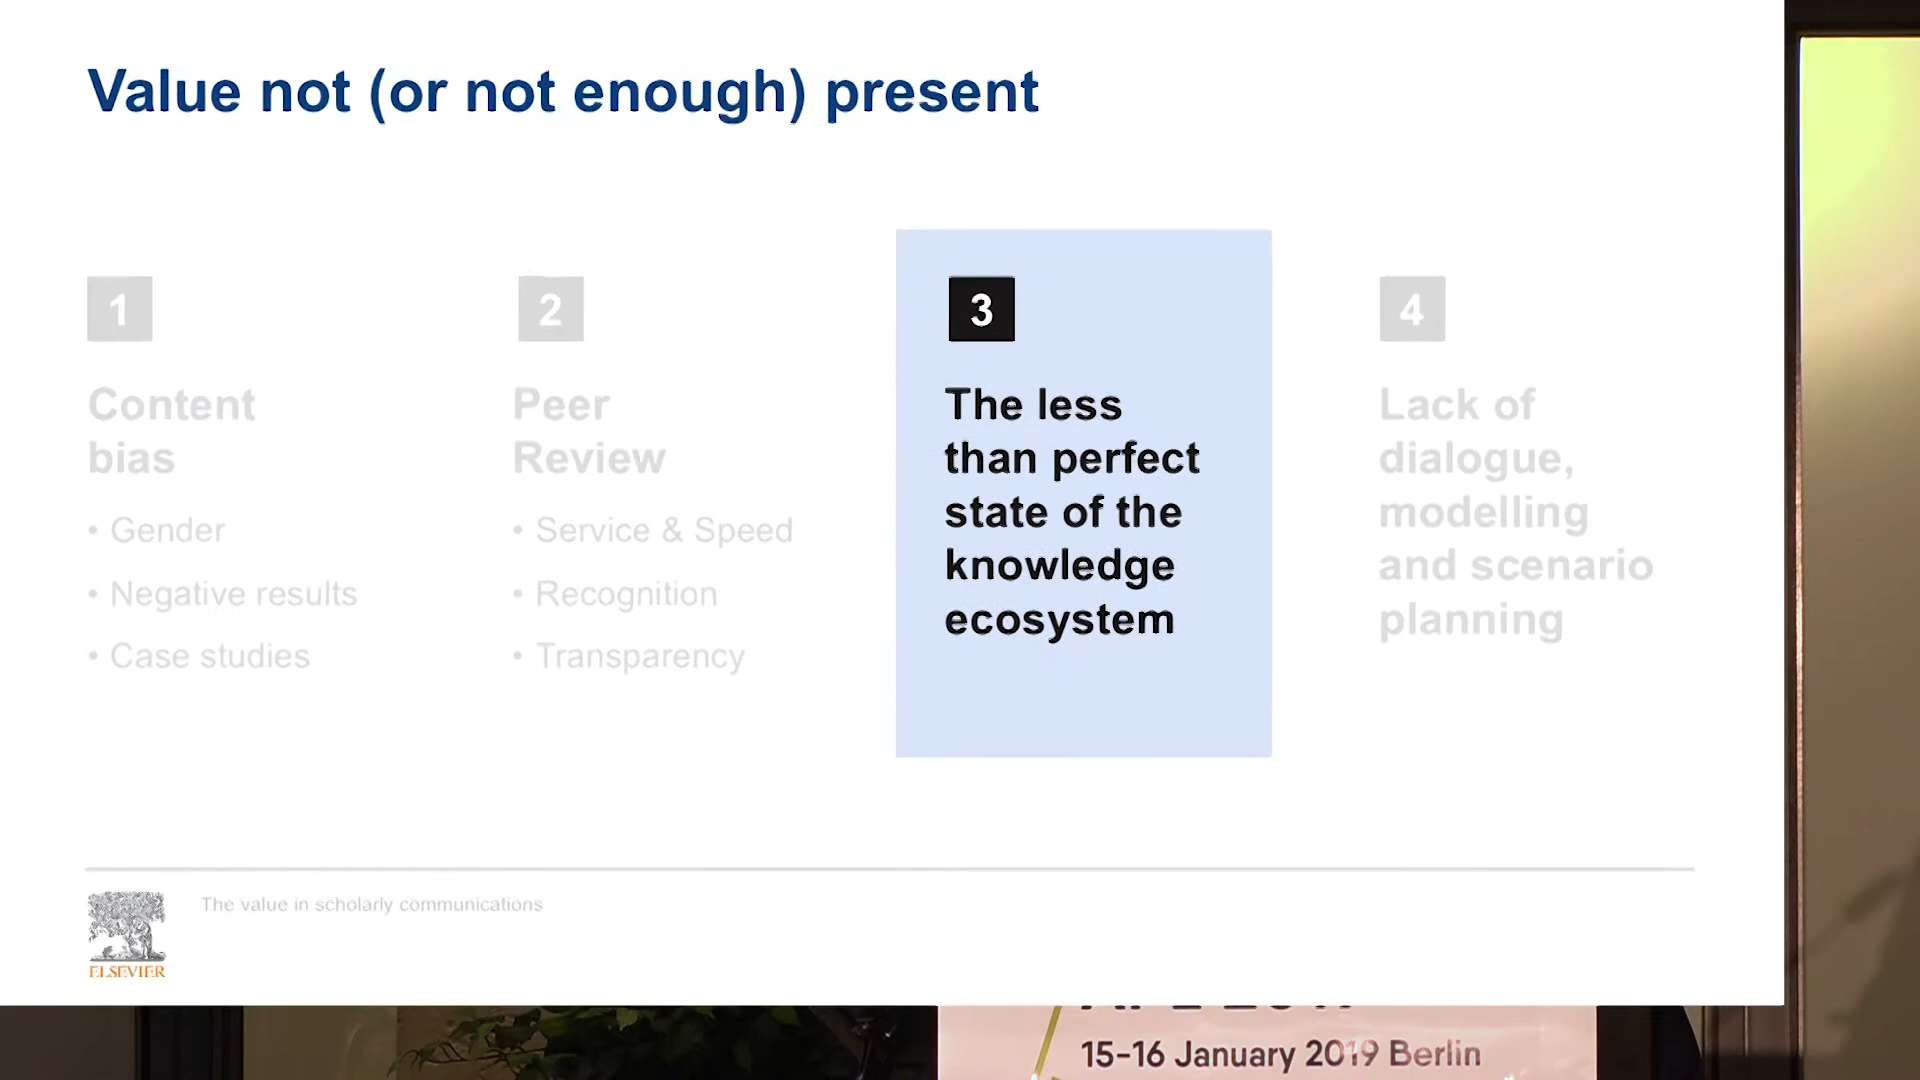 Value not (or not enough) present
1
Content
bias
• Gender
• Negative results
• Case studies
2
Peer
Review
• Service & Speed
• Recognition
• Transparency
3
The less
than perfect
state of the
knowledge
ecosystem
4
Lack of
dialogue,
modelling
and scenario
planning
The value in scholarly communications
ELSEVIER
15-16 January 2019 Berlin